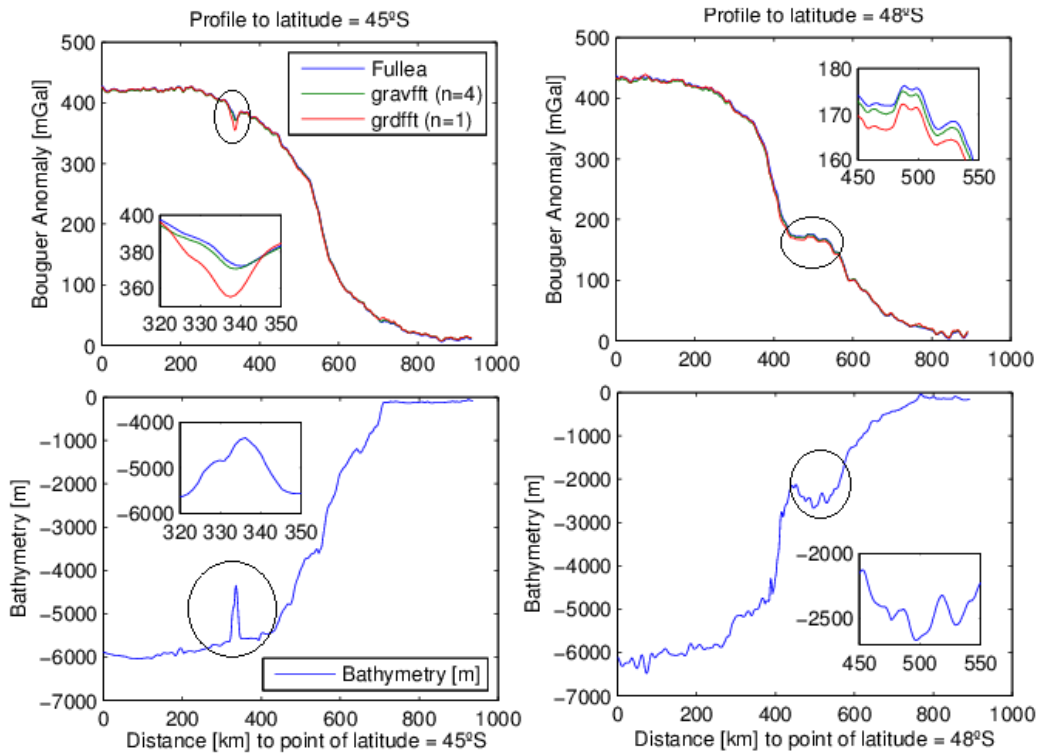 Profile to latitude = 45ºS
500
400
300
200
100
0
Bouguer Anomaly [mGal]
Fullea
gravfft (n=4)
grdfft (n=1)
400
380
360
320 330 340 350
0 200 400 600 800 1000
Profile to latitude = 48ºS
500
400
300
200
100
0
Bouguer Anomaly [mGal]
180
170
160
450 500 550
0 200 400 600 800 1000
0
−1000
−2000
−3000
−4000
−5000
−6000
−7000
Bathymetry [m]
−4000
−5000
−6000
320 330 340 350
Bathymetry [m]
0 200 400 600 800 1000
Distance [km] to point of latitude = 45ºS
0
−1000
−2000
−3000
−4000
−5000
−6000
−7000
Bathymetry [m]
−2000
−2500
450 500 550
0 200 400 600 800 1000
Distance [km] to point of latitude = 48ºS